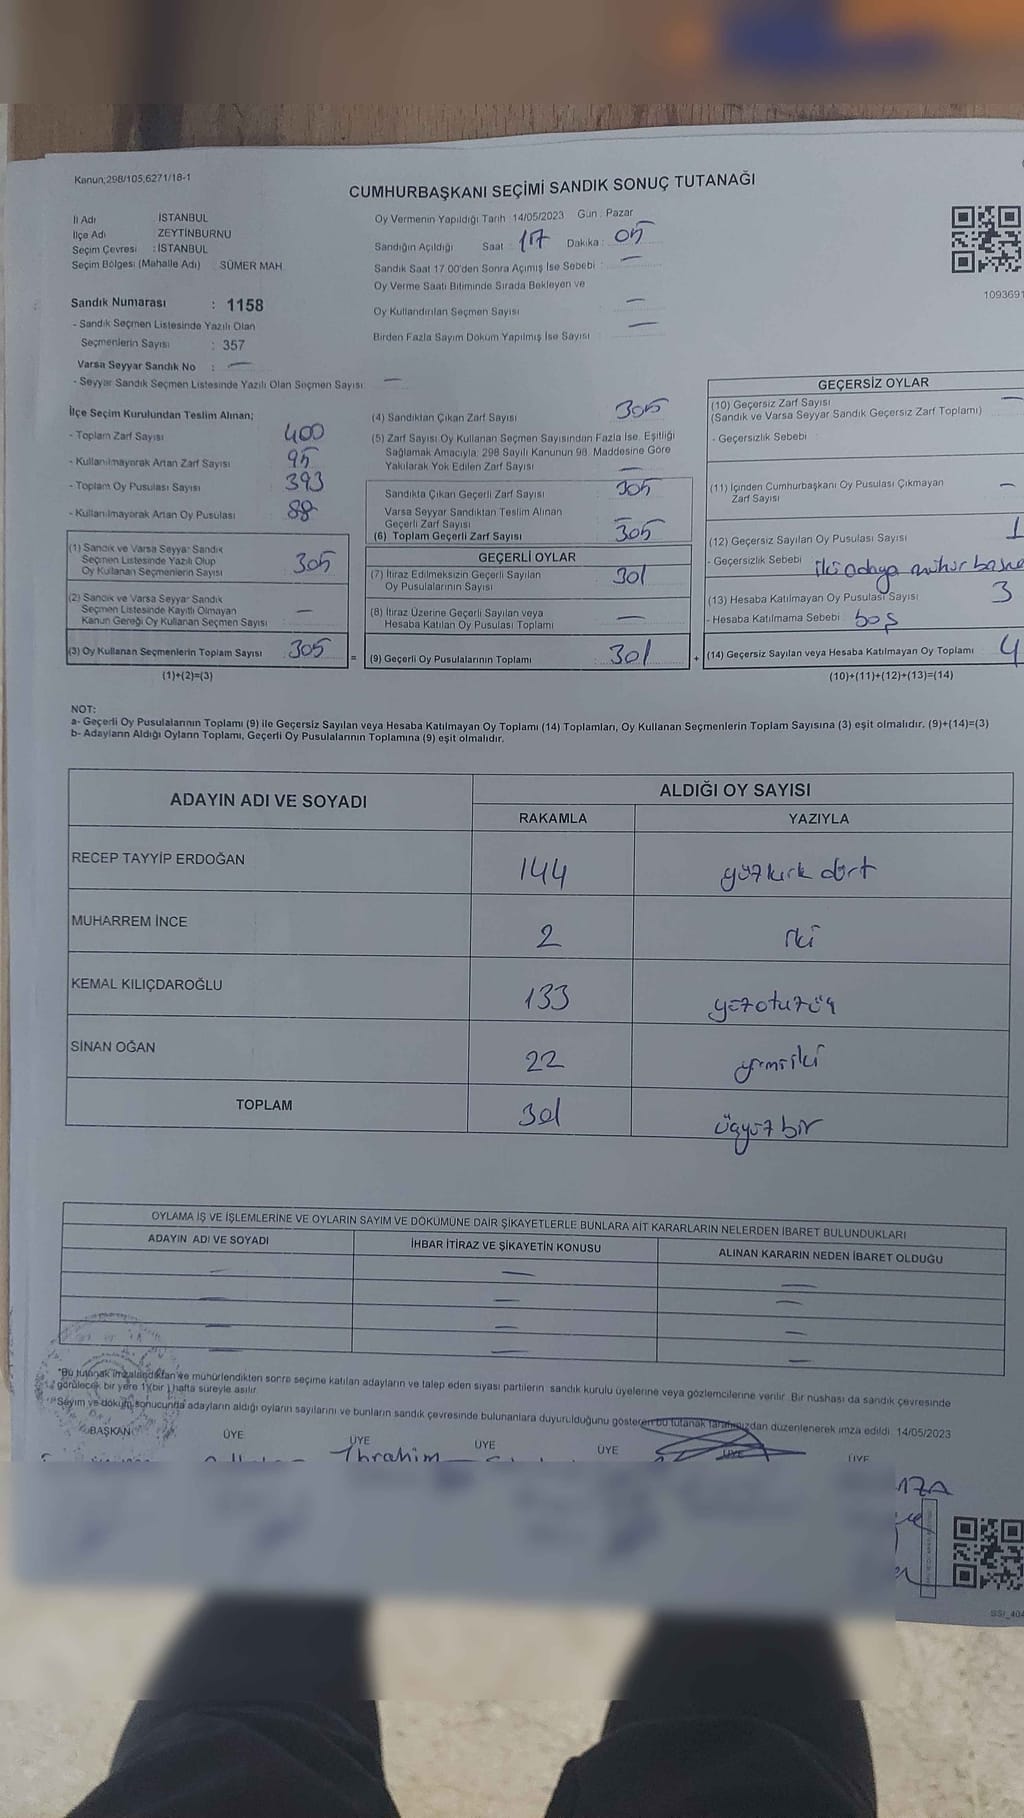 Kanun;298/105,6271/18-1
CUMHURBAŞKANI SEÇİMİ SANDIK SONUÇ TUTANAĞI
İl Adı İSTANBUL
İlçe Adı ZEYTİNBURNU
Seçim Çevresi : İSTANBUL
Seçim Bölgesi (Mahalle Adı) SÜMER MAH
Oy Vermenin Yapıldığı Tarih 14/05/2023 Gün : Pazar
Sandığın Açıldığı Saat : 17 Dakika : 05
Sandık Saat 17 00'den Sonra Açımış İse Sebebi : —
Oy Verme Saati Bitiminde Sırada Bekleyen ve
Oy Kullandırılan Seçmen Sayısı —
Birden Fazla Sayım Döküm Yapılmış İse Sayısı —
1093691
Sandık Numarası : 1158
- Sandık Seçmen Listesinde Yazılı Olan
Seçmenlerin Sayısı : 357
Varsa Seyyar Sandık No : —
- Seyyar Sandık Seçmen Listesinde Yazılı Olan Seçmen Sayısı: —
İlçe Seçim Kurulundan Teslim Alınan;
- Toplam Zarf Sayısı 400
- Kullanılmayarak Artan Zarf Sayısı 95
- Toplam Oy Pusulası Sayısı 393
- Kullanılmayarak Artan Oy Pusulası 88
(1) Sandık ve Varsa Seyyar Sandık
Seçmen Listesinde Yazılı Olup
Oy Kullanan Seçmenlerin Sayısı 305
(2) Sandık ve Varsa Seyyar Sandık
Seçmen Listesinde Kayıtlı Olmayan
Kanun Gereği Oy Kullanan Seçmen Sayısı —
(3) Oy Kullanan Seçmenlerin Toplam Sayısı 305 =
(1)+(2)=(3)
(4) Sandıktan Çıkan Zarf Sayısı 305
(5) Zarf Sayısı Oy Kullanan Seçmen Sayısından Fazla İse, Eşitliği
Sağlamak Amacıyla; 298 Sayılı Kanunun 98. Maddesine Göre
Yakılarak Yok Edilen Zarf Sayısı —
Sandıkta Çıkan Geçerli Zarf Sayısı 305
Varsa Seyyar Sandıktan Teslim Alınan
Geçerli Zarf Sayısı
(6) Toplam Geçerli Zarf Sayısı 305
GEÇERLİ OYLAR
(7) İtiraz Edilmeksizin Geçerli Sayılan
Oy Pusulalarının Sayısı 301
(8) İtiraz Üzerine Geçerli Sayılan veya
Hesaba Katılan Oy Pusulası Toplamı —
(9) Geçerli Oy Pusulalarının Toplamı 301 +
GEÇERSİZ OYLAR
(10) Geçersiz Zarf Sayısı —
(Sandık ve Varsa Seyyar Sandık Geçersiz Zarf Toplamı)
- Geçersizlik Sebebi
(11) İçinden Cumhurbaşkanı Oy Pusulası Çıkmayan —
Zarf Sayısı
(12) Geçersiz Sayılan Oy Pusulası Sayısı 1
- Geçersizlik Sebebi : iki adaya mühür
(13) Hesaba Katılmayan Oy Pusulası Sayısı 3
- Hesaba Katılmama Sebebi boş
(14) Geçersiz Sayılan veya Hesaba Katılmayan Oy Toplamı 4
(10)+(11)+(12)+(13)=(14)
NOT:
a- Geçerli Oy Pusulalarının Toplamı (9) ile Geçersiz Sayılan veya Hesaba Katılmayan Oy Toplamı (14) Toplamları, Oy Kullanan Seçmenlerin Toplam Sayısına (3) eşit olmalıdır. (9)+(14)=(3)
b- Adayların Aldığı Oyların Toplamı, Geçerli Oy Pusulalarının Toplamına (9) eşit olmalıdır.
ADAYIN ADI VE SOYADI ALDIĞI OY SAYISI
RAKAMLA YAZIYLA
RECEP TAYYİP ERDOĞAN 144 yüzkırk dört
MUHARREM İNCE 2 iki
KEMAL KILIÇDAROĞLU 133 yüzotuzüç
SİNAN OĞAN 22 yirmiiki
TOPLAM 301 üçyüz bir
OYLAMA İŞ VE İŞLEMLERİNE VE OYLARIN SAYIM VE DÖKÜMÜNE DAİR ŞİKAYETLERLE BUNLARA AİT KARARLARIN NELERDEN İBARET BULUNDUKLARI
ADAYIN ADI VE SOYADI İHBAR İTİRAZ VE ŞİKAYETİN KONUSU ALINAN KARARIN NEDEN İBARET OLDUĞU
— — —
— — —
— — —
— — —
*Bu tutanak imzalandıktan ve mühürlendikten sonra seçime katılan adayların ve talep eden siyasi partilerin sandık kurulu üyelerine veya gözlemcilerine verilir. Bir nüshası da sandık çevresinde
görülecek bir yere 1 (bir) hafta süreyle asılır.
**Sayım ve döküm sonucunda adayların aldığı oyların sayılarını ve bunların sandık çevresinde bulunanlara duyurulduğunu gösteren bu tutanak tarafımızdan düzenlenerek imza edildi. 14/05/2023
BAŞKAN ÜYE ÜYE ÜYE ÜYE ÜYE ÜYE
İbrahim